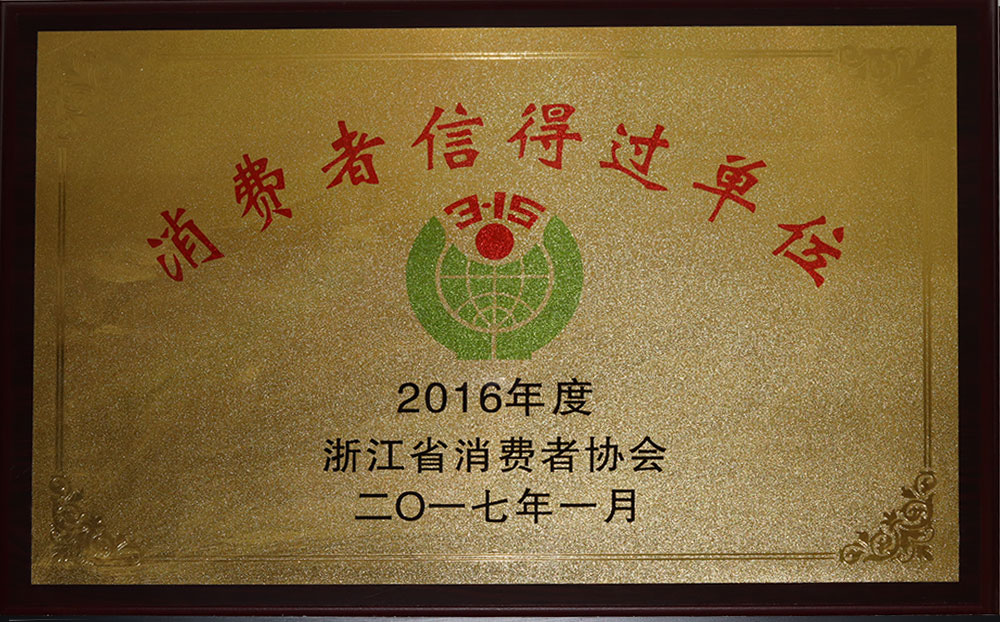 消费者信得过单位
3·15
2016年度
浙江省消费者协会
二〇一七年一月